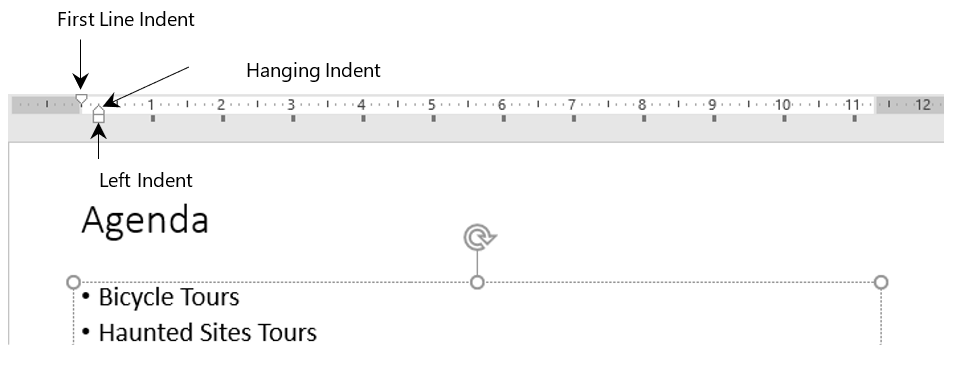 First Line Indent
Hanging Indent
1 2 3 4 5 6 7 8 9 10 11 12
Left Indent
Agenda
• Bicycle Tours
• Haunted Sites Tours